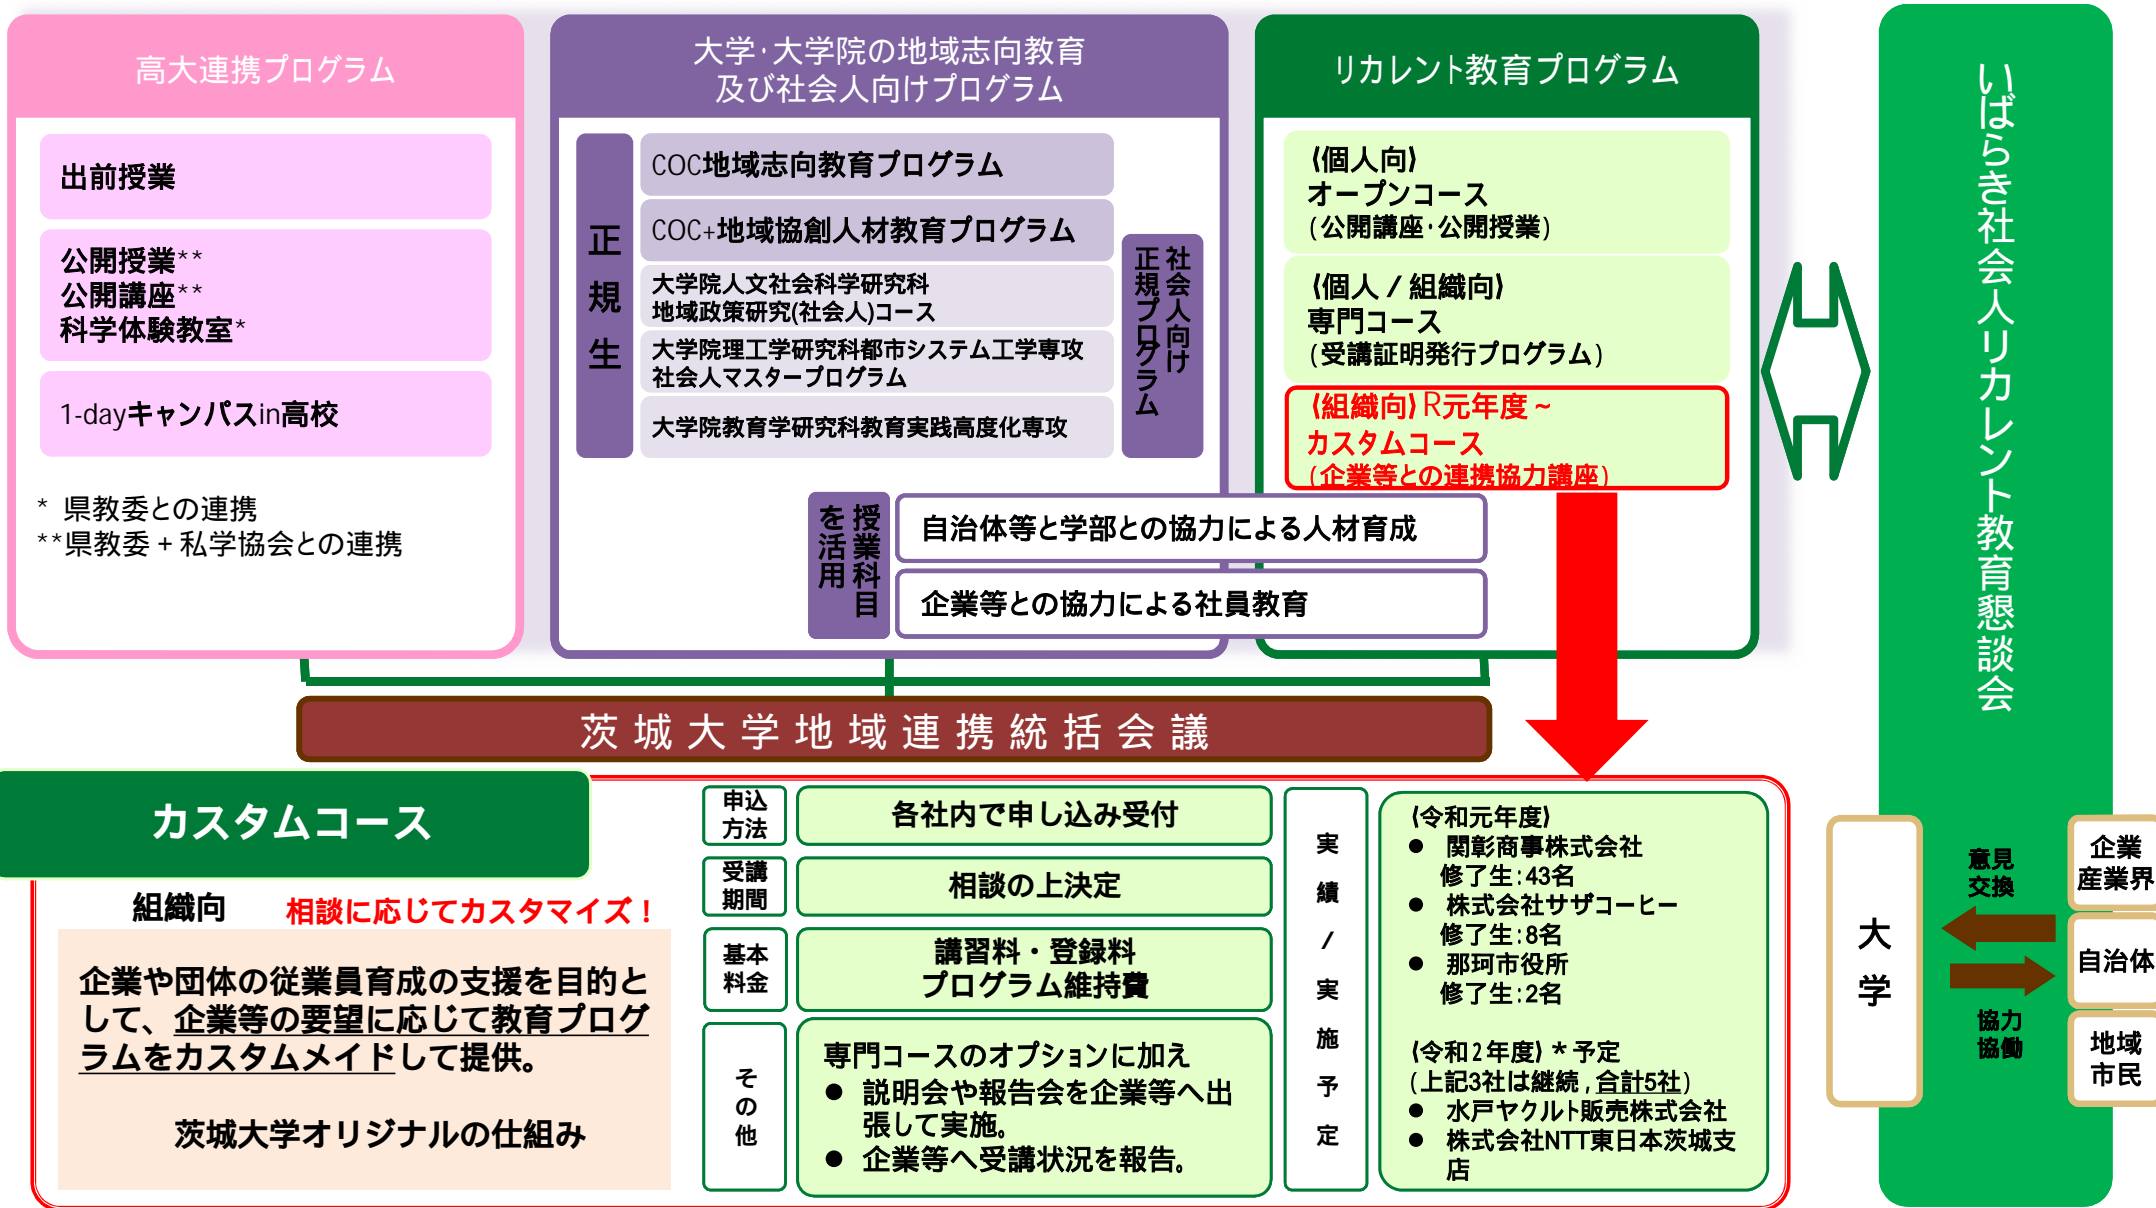 高大連携プログラム
出前授業
公開授業**
公開講座**
科学体験教室*
1-dayキャンパスin高校
* 県教委との連携
**県教委＋私学協会との連携
大学・大学院の地域志向教育
及び社会人向けプログラム
正規生
COC地域志向教育プログラム
COC+地域協創人材教育プログラム
大学院人文社会科学研究科
地域政策研究(社会人)コース
大学院理工学研究科都市システム工学専攻
社会人マスタープログラム
大学院教育学研究科教育実践高度化専攻
社会人向け
正規プログラム
授業科目
を活用
自治体等と学部との協力による人材育成
企業等との協力による社員教育
リカレント教育プログラム
⟨個人向⟩
オープンコース
(公開講座・公開授業)
⟨個人／組織向⟩
専門コース
(受講証明発行プログラム)
⟨組織向⟩R元年度～
カスタムコース
(企業等との連携協力講座)
茨城大学地域連携統括会議
いばらき社会人リカレント教育懇談会
カスタムコース
組織向
相談に応じてカスタマイズ！
企業や団体の従業員育成の支援を目的と
して、企業等の要望に応じて教育プログ
ラムをカスタムメイドして提供。
茨城大学オリジナルの仕組み
申込
方法
各社内で申し込み受付
受講
期間
相談の上決定
基本
料金
講習料・登録料
プログラム維持費
その他
専門コースのオプションに加え
● 説明会や報告会を企業等へ出
張して実施。
● 企業等へ受講状況を報告。
実績/実施予定
⟨令和元年度⟩
● 関彰商事株式会社
修了生：43名
● 株式会社サザコーヒー
修了生：8名
● 那珂市役所
修了生：2名
⟨令和２年度⟩＊予定
(上記3社は継続，合計5社)
● 水戸ヤクルト販売株式会社
● 株式会社NTT東日本茨城支
店
大学
意見
交換
協力
協働
企業
産業界
自治体
地域
市民